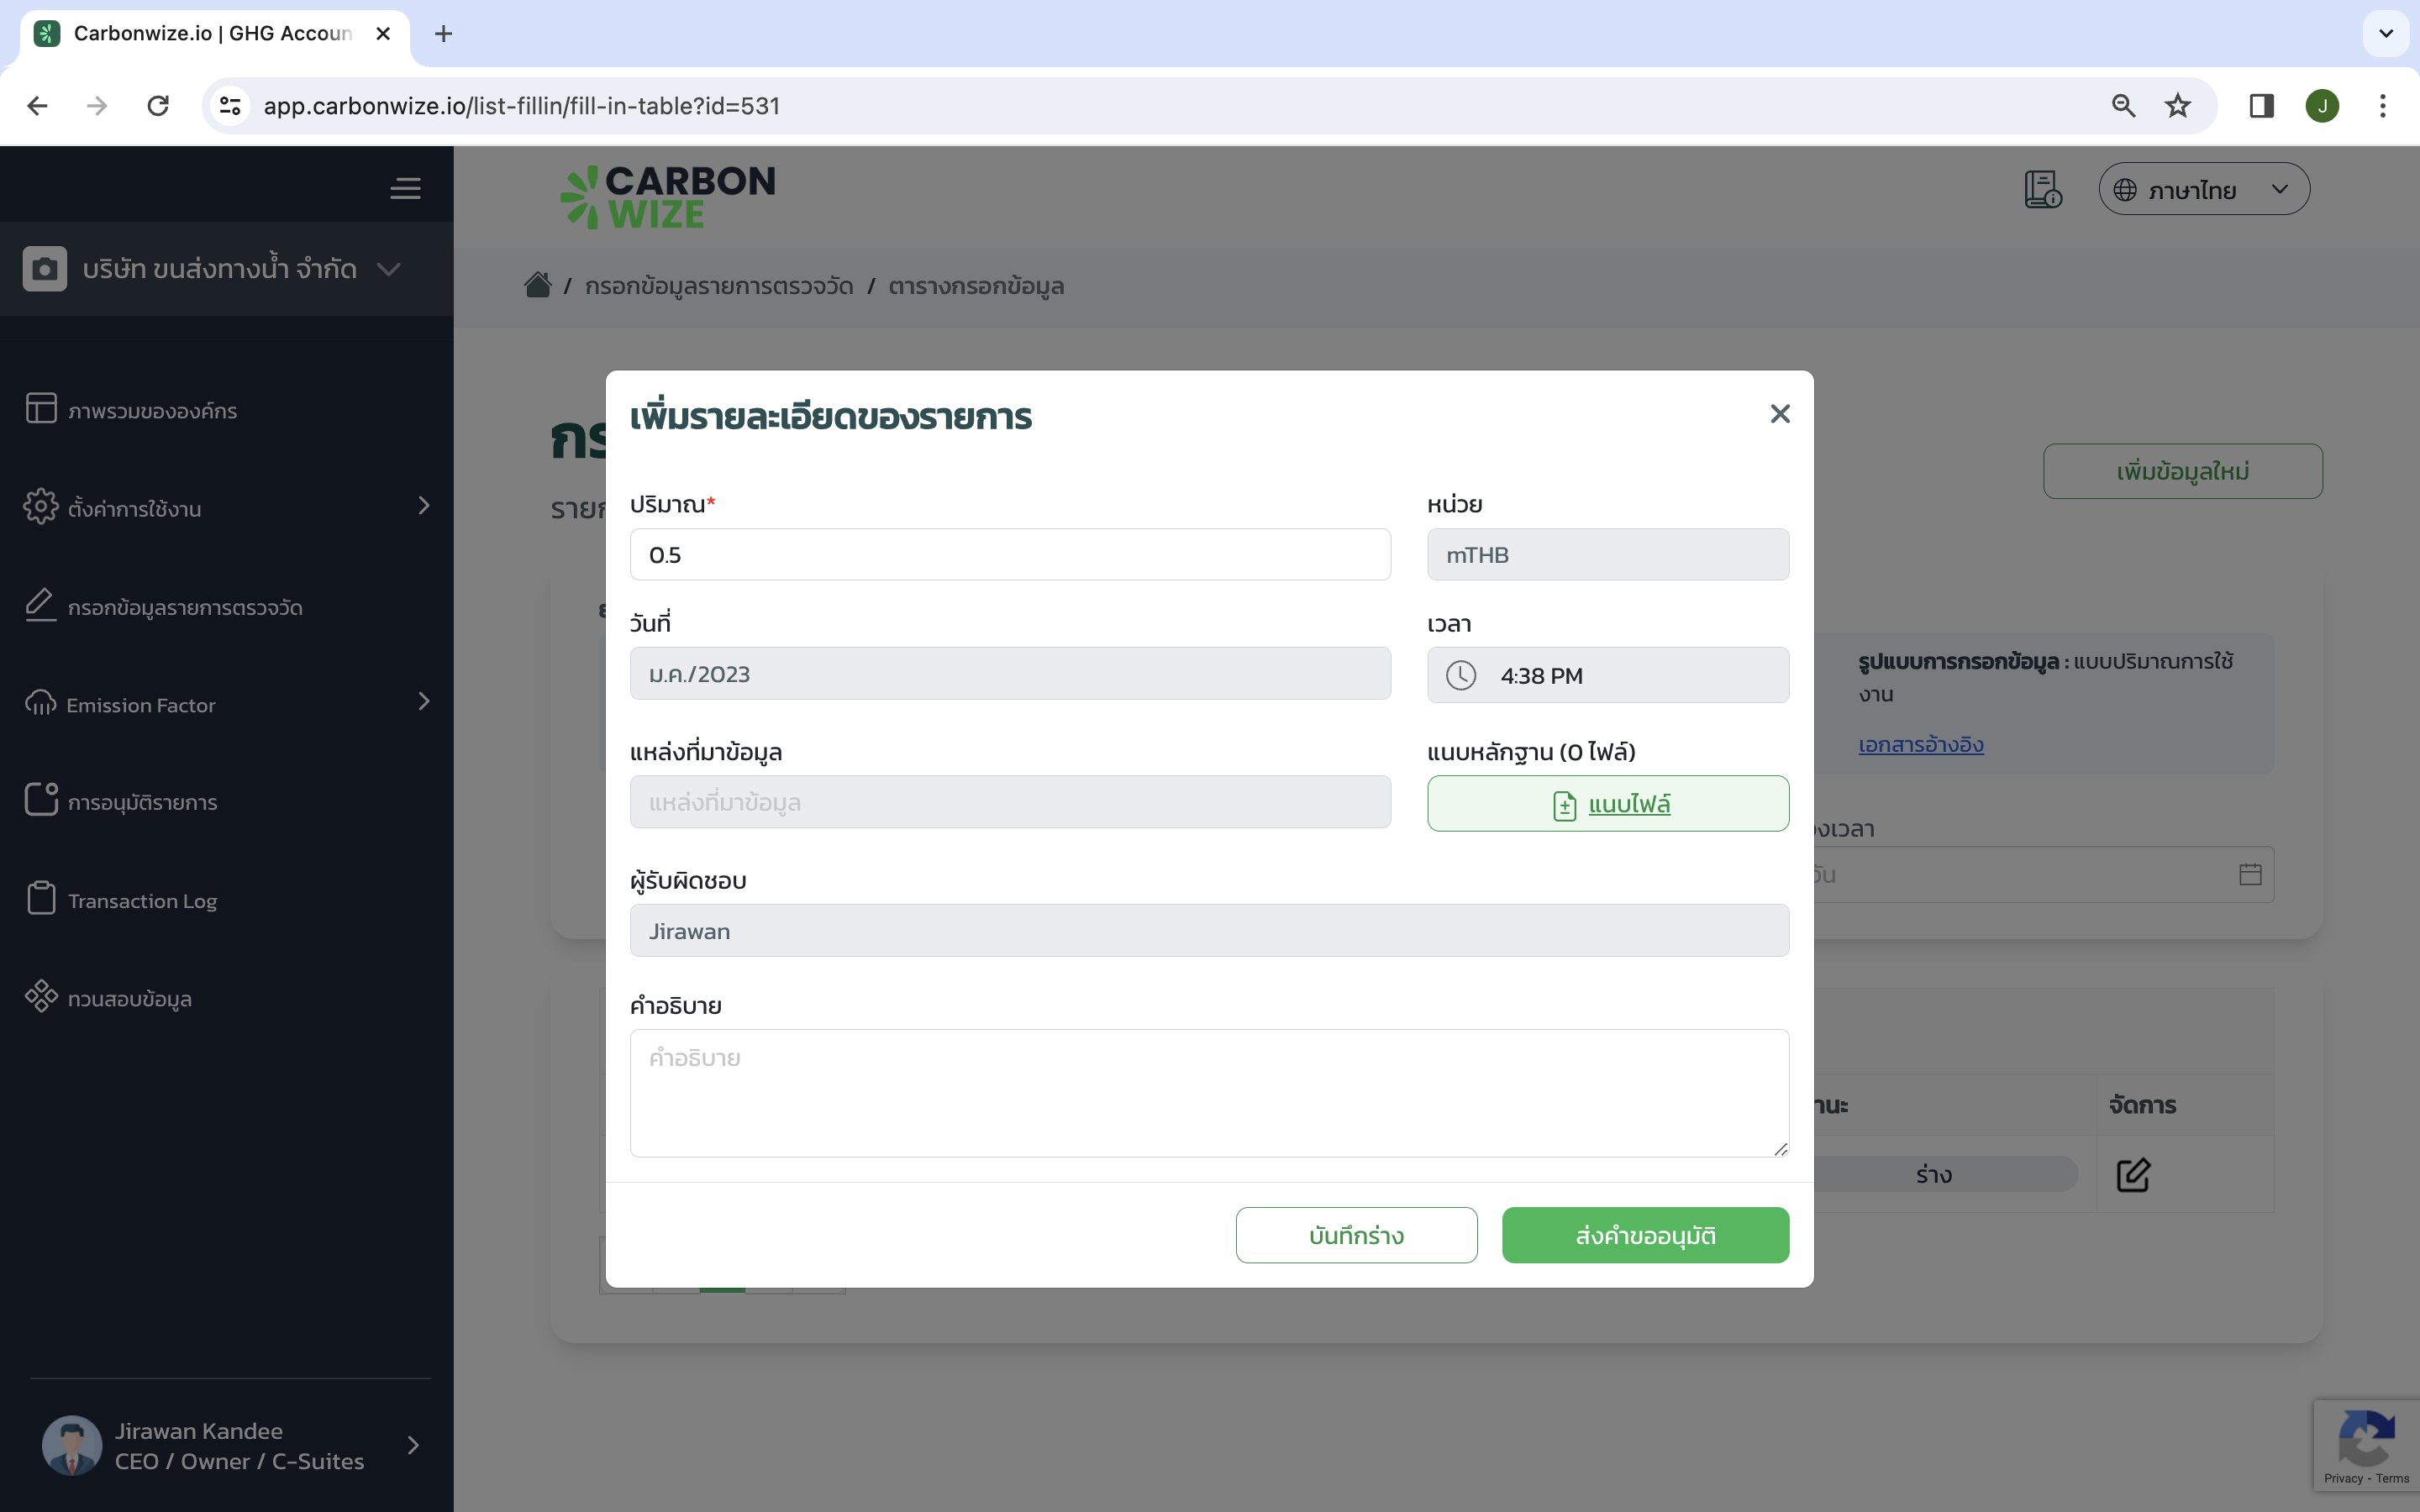 Carbonwize.io | GHG Accoun
app.carbonwize.io/list-fillin/fill-in-table?id=531
J
CARBON
WIZE
ภาษาไทย
บริษัท ขนส่งทางน้ำ จำกัด
/ กรอกข้อมูลรายการตรวจวัด / ตารางกรอกข้อมูล
ภาพรวมขององค์กร
ตั้งค่าการใช้งาน
กรอกข้อมูลรายการตรวจวัด
Emission Factor
การอนุมัติรายการ
Transaction Log
ทวนสอบข้อมูล
Jirawan Kandee
CEO / Owner / C-Suites
เพิ่มข้อมูลใหม่
รูปแบบการกรอกข้อมูล : แบบปริมาณการใช้
งาน
เอกสารอ้างอิง
จัดการ
ร่าง
เพิ่มรายละเอียดของรายการ
ปริมาณ*
หน่วย
0.5
mTHB
วันที่
เวลา
ม.ค./2023
4:38 PM
แหล่งที่มาข้อมูล
แนบหลักฐาน (0 ไฟล์)
แหล่งที่มาข้อมูล
แนบไฟล์
ผู้รับผิดชอบ
Jirawan
คำอธิบาย
คำอธิบาย
บันทึกร่าง
ส่งคำขออนุมัติ
Privacy - Terms